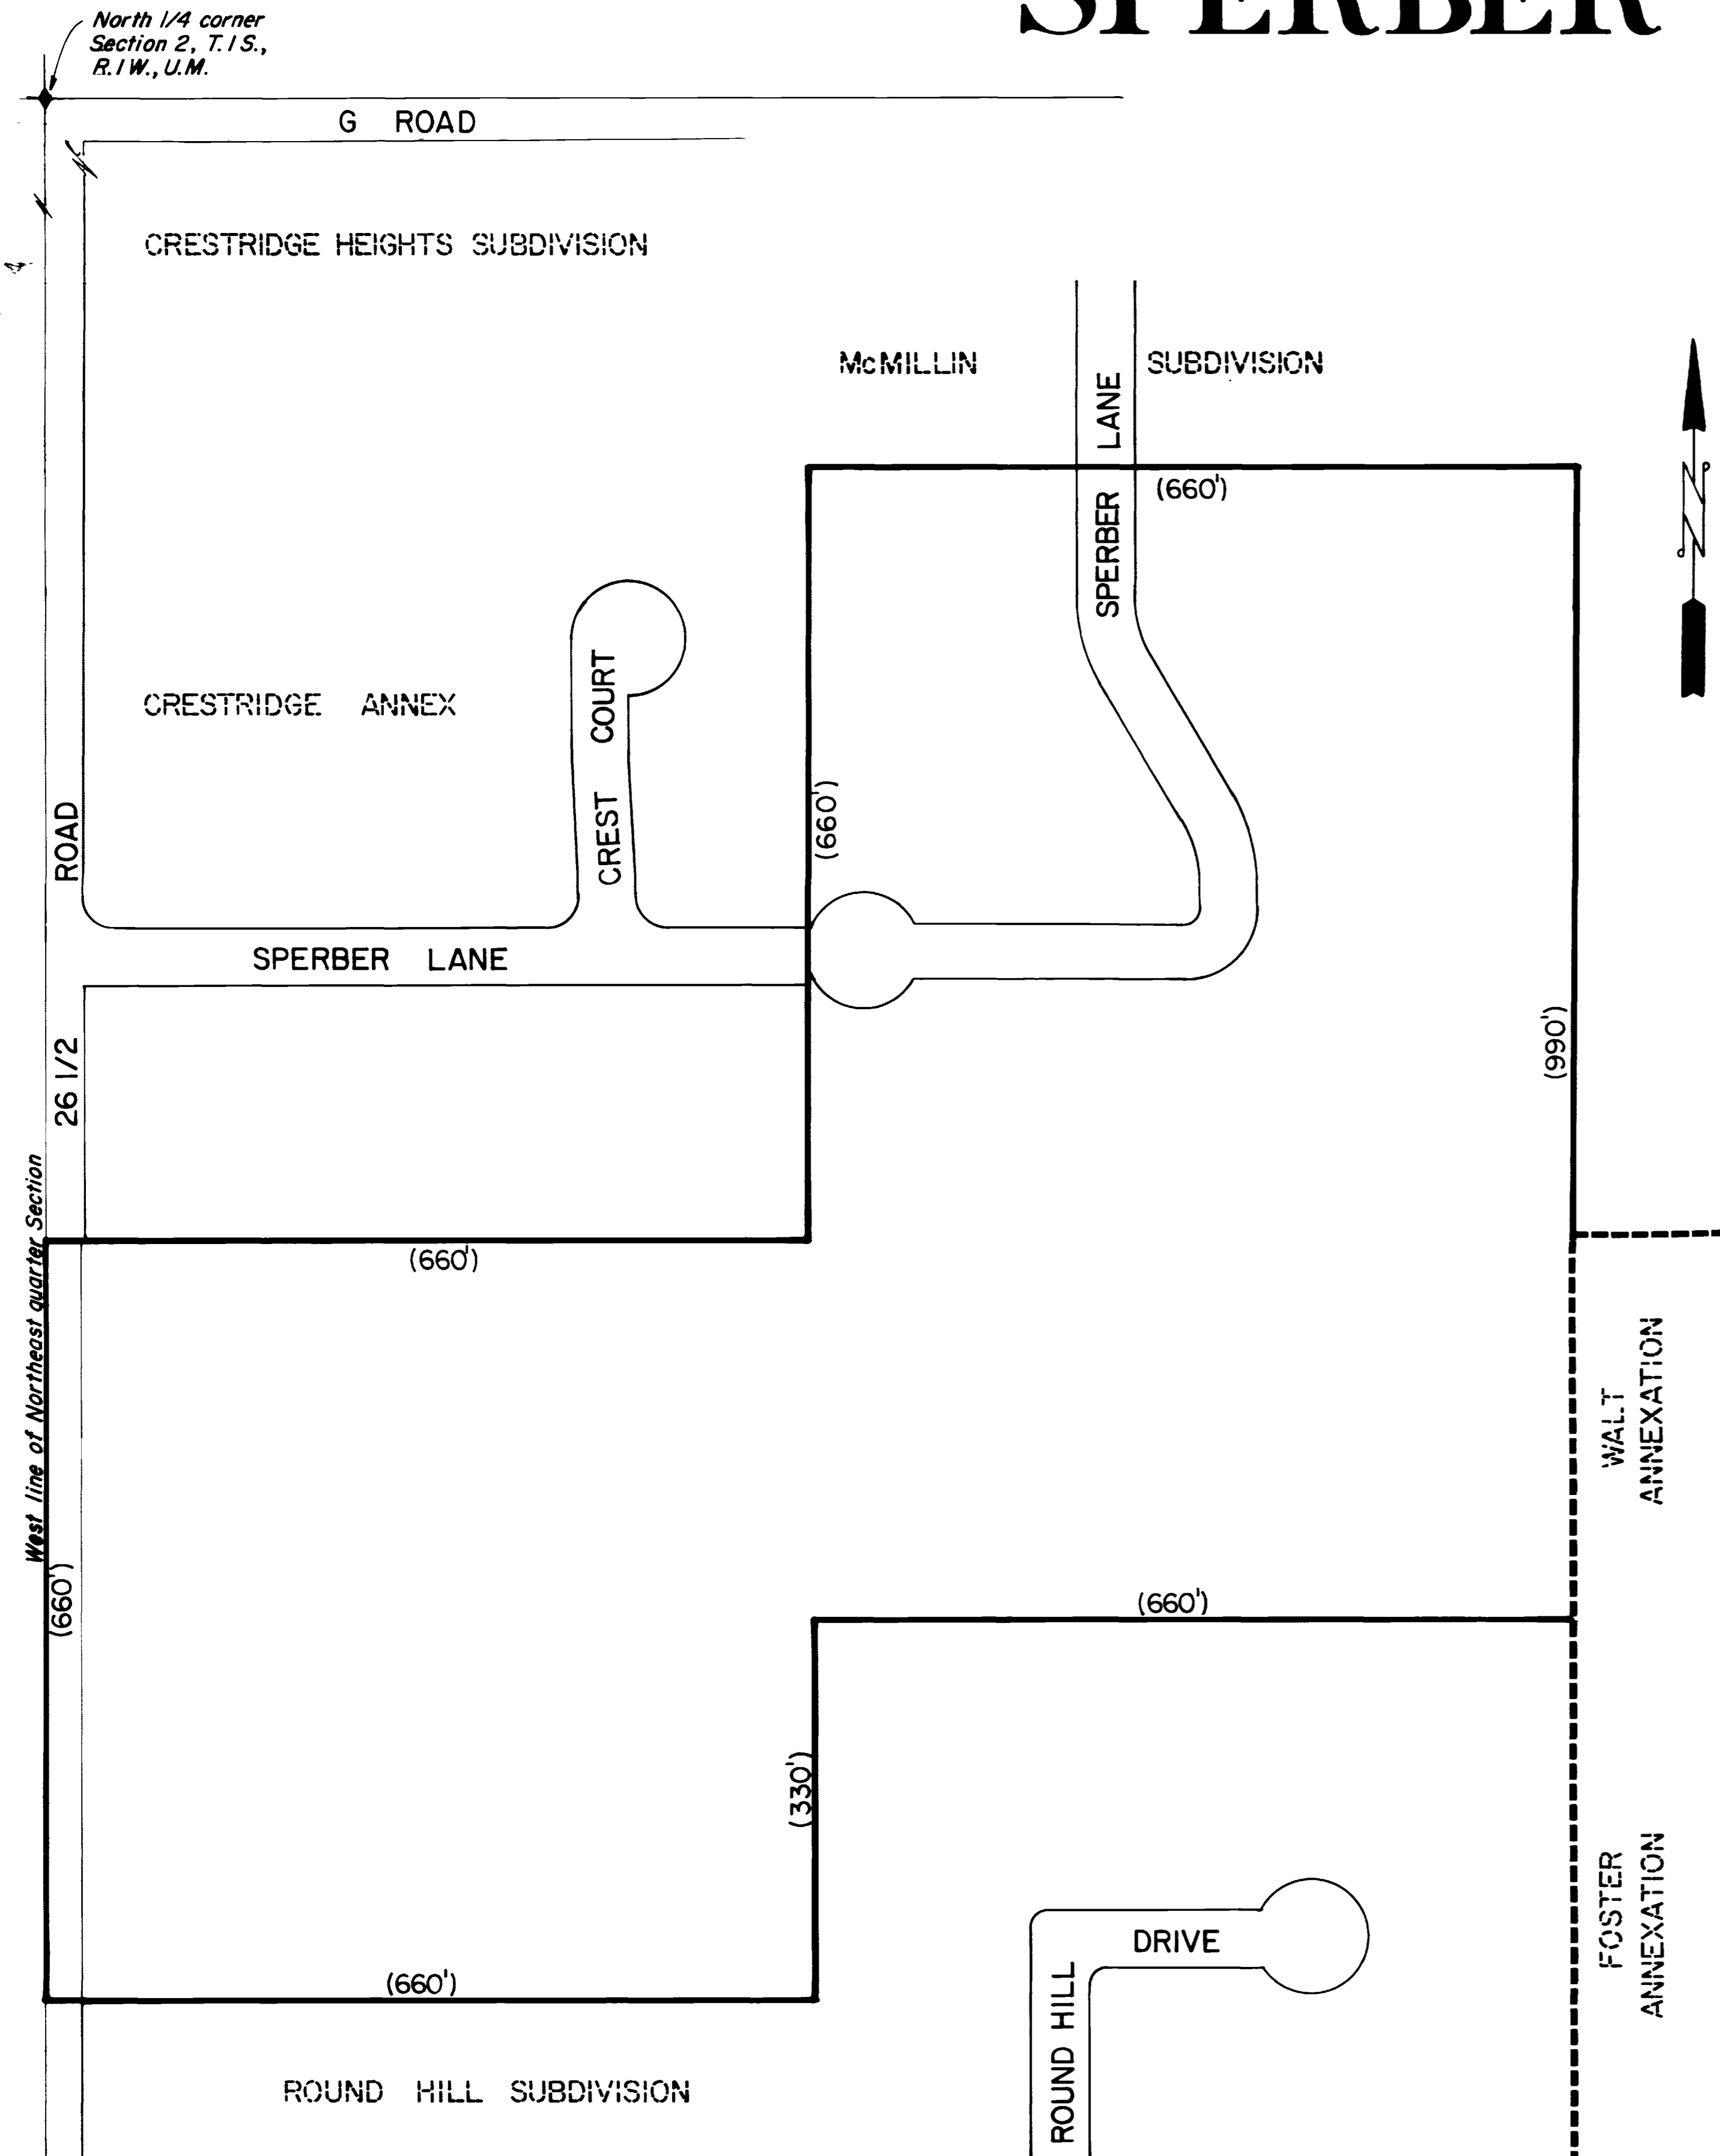 SPERBER
North 1/4 corner
Section 2, T.1S.,
R.1W., U.M.
G ROAD
CRESTRIDGE HEIGHTS SUBDIVISION
McMILLIN SUBDIVISION
SPERBER LANE
(660')
N
CREST COURT
CRESTRIDGE ANNEX
(660')
26 1/2 ROAD
SPERBER LANE
(990')
West line of Northeast quarter Section
(660')
WALT
ANNEXATION
(660')
(660')
(330')
FOSTER
ANNEXATION
ROUND HILL DRIVE
(660')
ROUND HILL SUBDIVISION